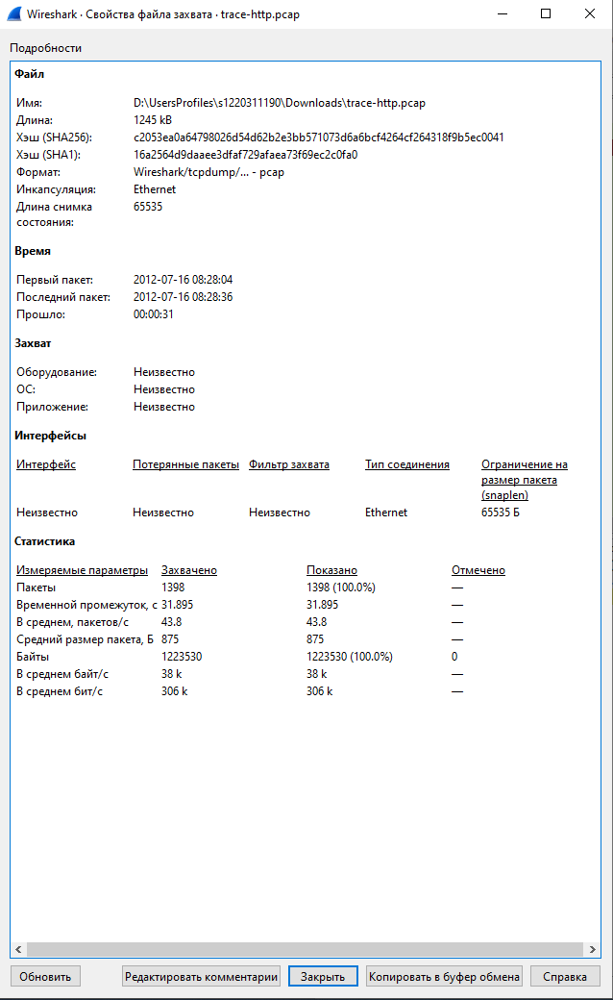 Wireshark · Свойства файла захвата · trace-http.pcap
Подробности
Файл
Имя: D:\UsersProfiles\s1220311190\Downloads\trace-http.pcap
Длина: 1245 kB
Хэш (SHA256): c2053ea0a64798026d54d62b2e3bb571073d6a6bcf4264cf264318f9b5ec0041
Хэш (SHA1): 16a2564d9daaee3dfaf729afaea73f69ec2c0fa0
Формат: Wireshark/tcpdump/... - pcap
Инкапсуляция: Ethernet
Длина снимка 65535
состояния:
Время
Первый пакет: 2012-07-16 08:28:04
Последний пакет: 2012-07-16 08:28:36
Прошло: 00:00:31
Захват
Оборудование: Неизвестно
ОС: Неизвестно
Приложение: Неизвестно
Интерфейсы
Интерфейс Потерянные пакеты Фильтр захвата Тип соединения Ограничение на
размер пакета
(snaplen)
Неизвестно Неизвестно Неизвестно Ethernet 65535 Б
Статистика
Измеряемые параметры Захвачено Показано Отмечено
Пакеты 1398 1398 (100.0%) —
Временной промежуток, с 31.895 31.895 —
В среднем, пакетов/с 43.8 43.8 —
Средний размер пакета, Б 875 875 —
Байты 1223530 1223530 (100.0%) 0
В среднем байт/с 38 k 38 k —
В среднем бит/с 306 k 306 k —
Обновить Редактировать комментарии Закрыть Копировать в буфер обмена Справка